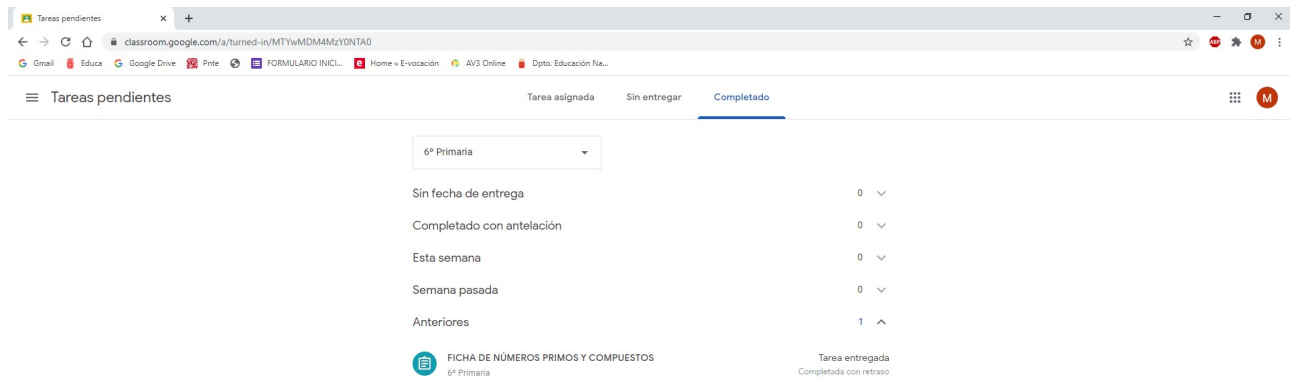 Tareas pendientes
classroom.google.com/a/turned-in/MTYwMDM4MzY0NTA0
ABP
M
Gmail Educa Google Drive Pnte FORMULARIO INICI... Home » E-vocación AV3 Online Dpto. Educación Na...
Tareas pendientes Tarea asignada Sin entregar Completado M
6º Primaria
Sin fecha de entrega 0
Completado con antelación 0
Esta semana 0
Semana pasada 0
Anteriores 1
FICHA DE NÚMEROS PRIMOS Y COMPUESTOS Tarea entregada
6º Primaria Completada con retraso